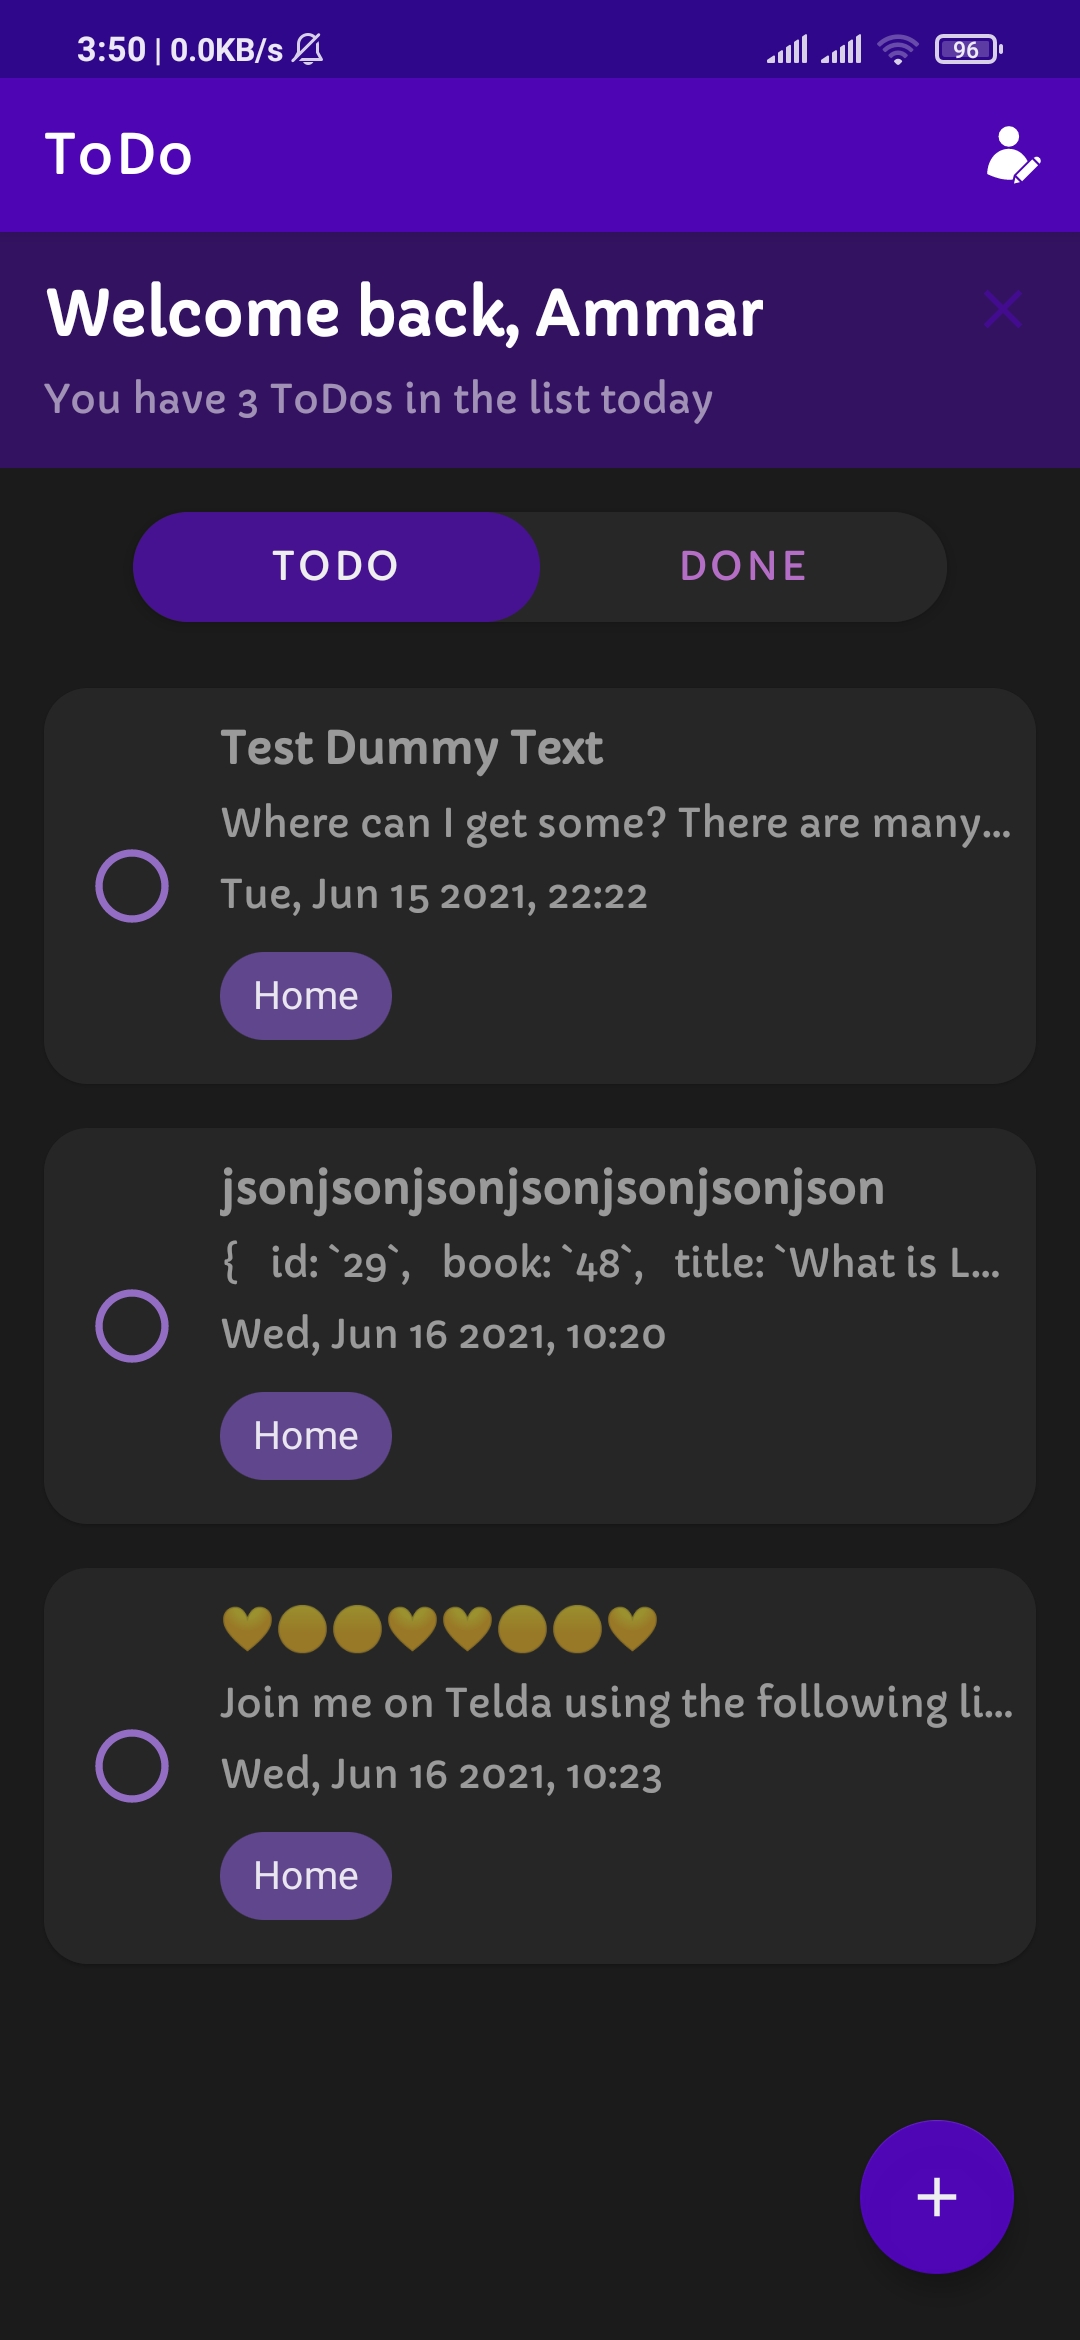 3:50 | 0.0KB/s
96
ToDo
Welcome back, Ammar
You have 3 ToDos in the list today
TODO
DONE
Test Dummy Text
Where can I get some? There are many...
Tue, Jun 15 2021, 22:22
Home
jsonjsonjsonjsonjsonjsonjson
{   id: `29`,   book: `48`,   title: `What is L...
Wed, Jun 16 2021, 10:20
Home
💛🟡🟡💛💛🟡🟡💛
Join me on Telda using the following li...
Wed, Jun 16 2021, 10:23
Home